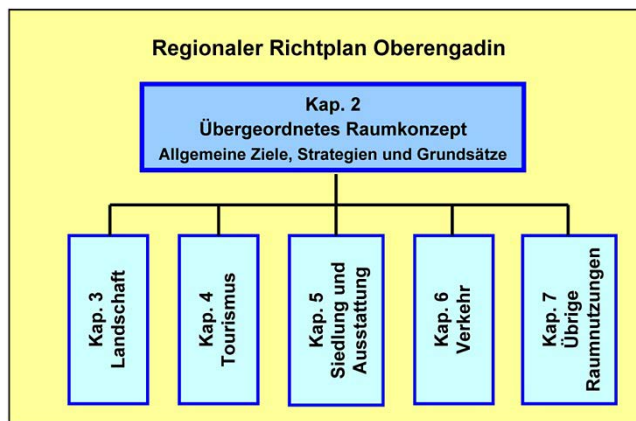 Regionaler Richtplan Oberengadin
Kap. 2
Übergeordnetes Raumkonzept
Allgemeine Ziele, Strategien und Grundsätze
Kap. 3
Landschaft
Kap. 4
Tourismus
Kap. 5
Siedlung und
Ausstattung
Kap. 6
Verkehr
Kap. 7
Übrige
Raumnutzungen